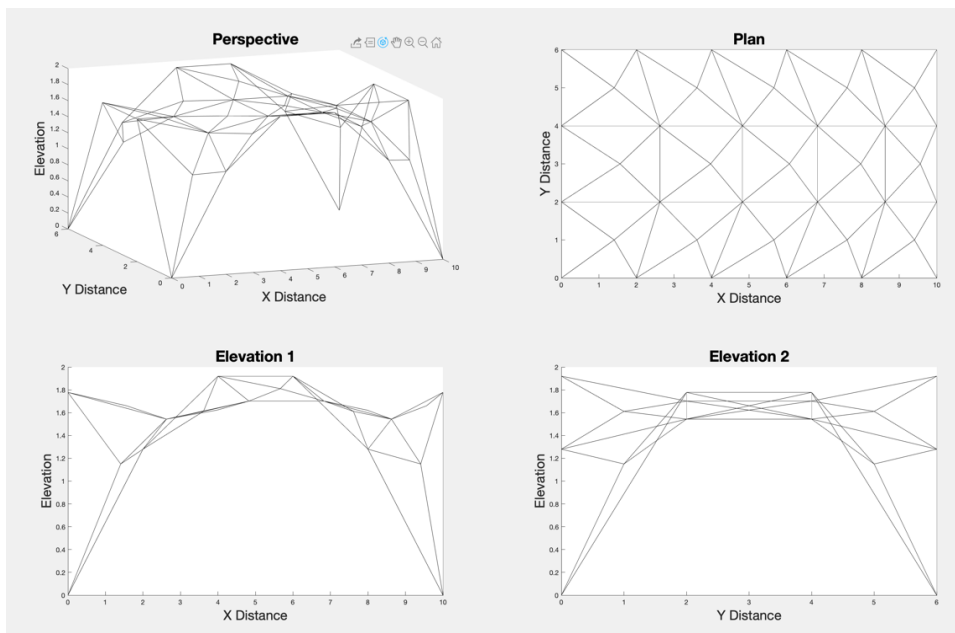 Perspective
2
1.8
1.6
1.4
1.2
1
0.8
0.6
0.4
0.2
0
Elevation
6
4
2
0
Y Distance
0 1 2 3 4 5 6 7 8 9 10
X Distance
Plan
6
5
4
3
2
1
0
Y Distance
0 1 2 3 4 5 6 7 8 9 10
X Distance
Elevation 1
2
1.8
1.6
1.4
1.2
1
0.8
0.6
0.4
0.2
0
Elevation
0 1 2 3 4 5 6 7 8 9 10
X Distance
Elevation 2
2
1.8
1.6
1.4
1.2
1
0.8
0.6
0.4
0.2
0
Elevation
0 1 2 3 4 5 6
Y Distance